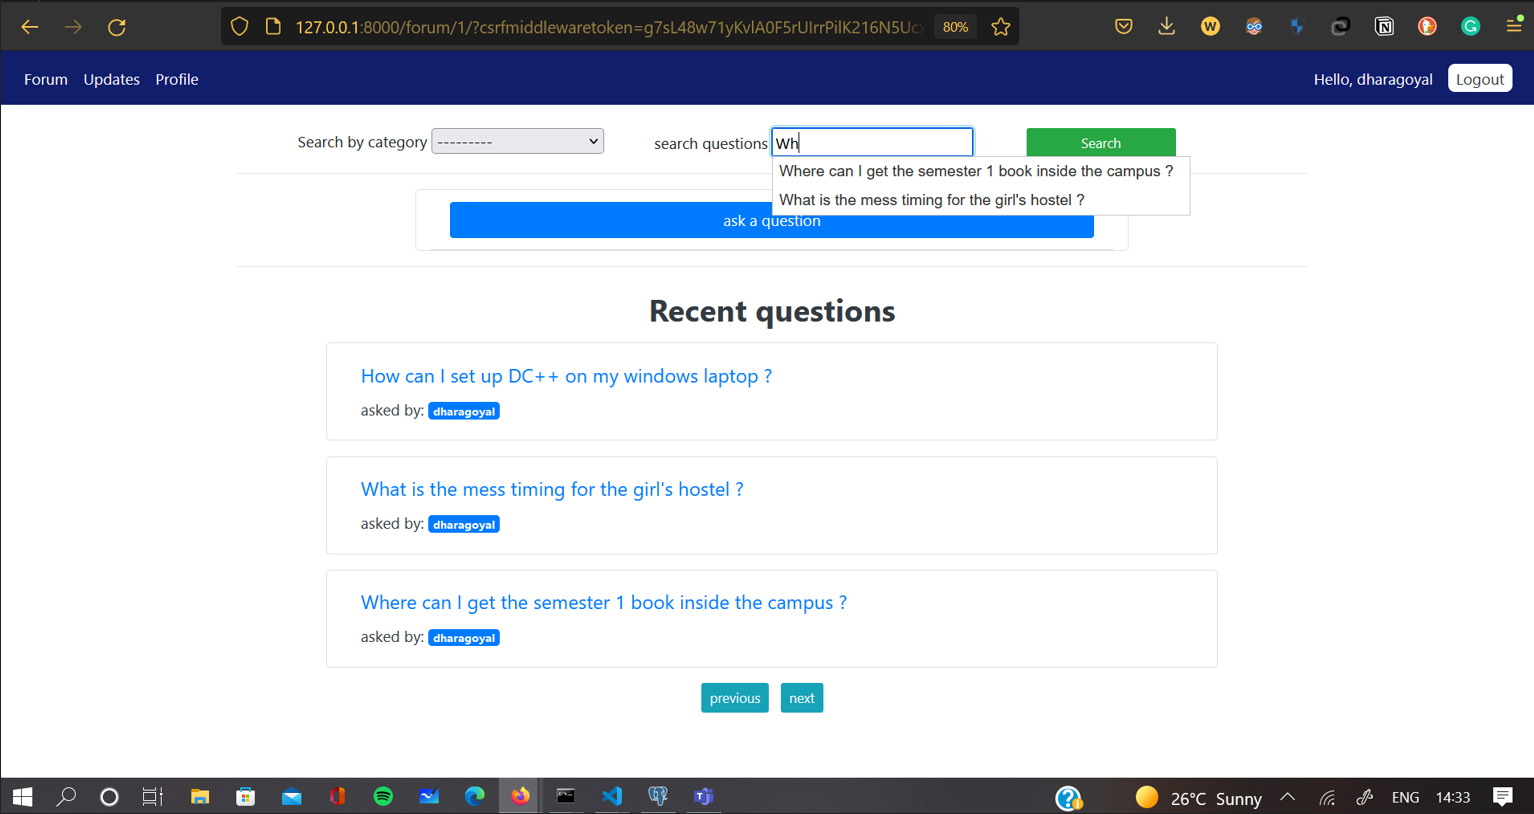 127.0.0.1:8000/forum/1/?csrfmiddlewaretoken=g7sL48w71yKvlA0F5rUIrrPilK216N5Ucx 80%
Forum Updates Profile Hello, dharagoyal Logout
Search by category --------- search questions Wh Search
Where can I get the semester 1 book inside the campus ?
What is the mess timing for the girl's hostel ?
ask a question
Recent questions
How can I set up DC++ on my windows laptop ?
asked by: dharagoyal
What is the mess timing for the girl's hostel ?
asked by: dharagoyal
Where can I get the semester 1 book inside the campus ?
asked by: dharagoyal
previous next
26°C Sunny ENG 14:33